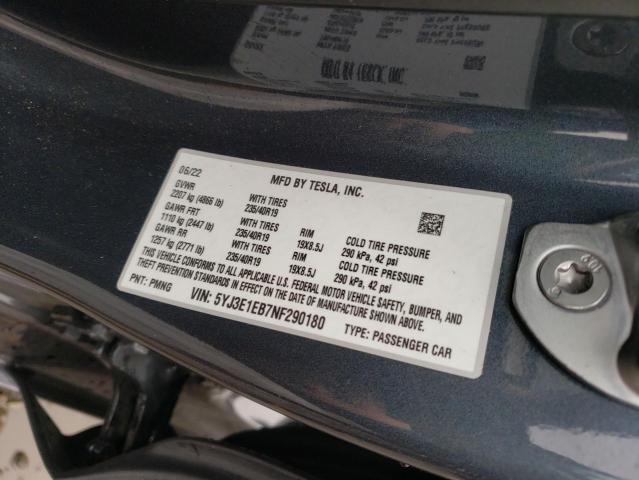 MFD BY TESLA, INC.
06/22
GVWR
2207 kg (4866 lb) WITH TIRES
GAWR FRT 235/40R19 RIM COLD TIRE PRESSURE
1110 kg (2447 lb) WITH TIRES 19X8.5J 290 kPa, 42 psi
GAWR RR 235/40R19 RIM COLD TIRE PRESSURE
1257 kg (2771 lb) WITH TIRES 19X8.5J 290 kPa, 42 psi
235/40R19
THIS VEHICLE CONFORMS TO ALL APPLICABLE U.S. FEDERAL MOTOR VEHICLE SAFETY, BUMPER, AND
THEFT PREVENTION STANDARDS IN EFFECT ON THE DATE OF MANUFACTURE SHOWN ABOVE.
PNT: PMNG VIN: 5YJ3E1EB7NF290180 TYPE: PASSENGER CAR